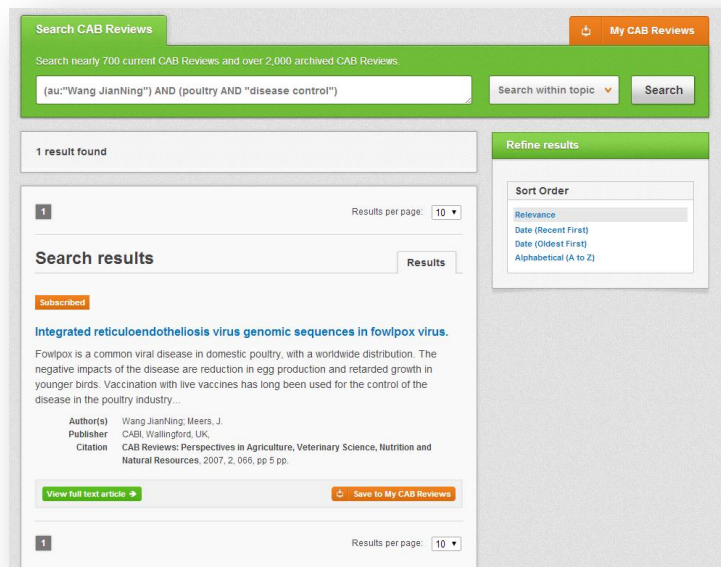 Search CAB Reviews
My CAB Reviews
Search nearly 700 current CAB Reviews and over 2,000 archived CAB Reviews.
(au:"Wang JianNing") AND (poultry AND "disease control")
Search within topic
Search
1 result found
Refine results
Sort Order
Relevance
Date (Recent First)
Date (Oldest First)
Alphabetical (A to Z)
1
Results per page: 10
Search results
Results
Subscribed
Integrated reticuloendotheliosis virus genomic sequences in fowlpox virus.
Fowlpox is a common viral disease in domestic poultry, with a worldwide distribution. The
negative impacts of the disease are reduction in egg production and retarded growth in
younger birds. Vaccination with live vaccines has long been used for the control of the
disease in the poultry industry...
Author(s) Wang JianNing; Meers, J.
Publisher CABI, Wallingford, UK,
Citation CAB Reviews: Perspectives in Agriculture, Veterinary Science, Nutrition and
Natural Resources, 2007, 2, 066, pp 5 pp.
View full text article
Save to My CAB Reviews
1
Results per page: 10